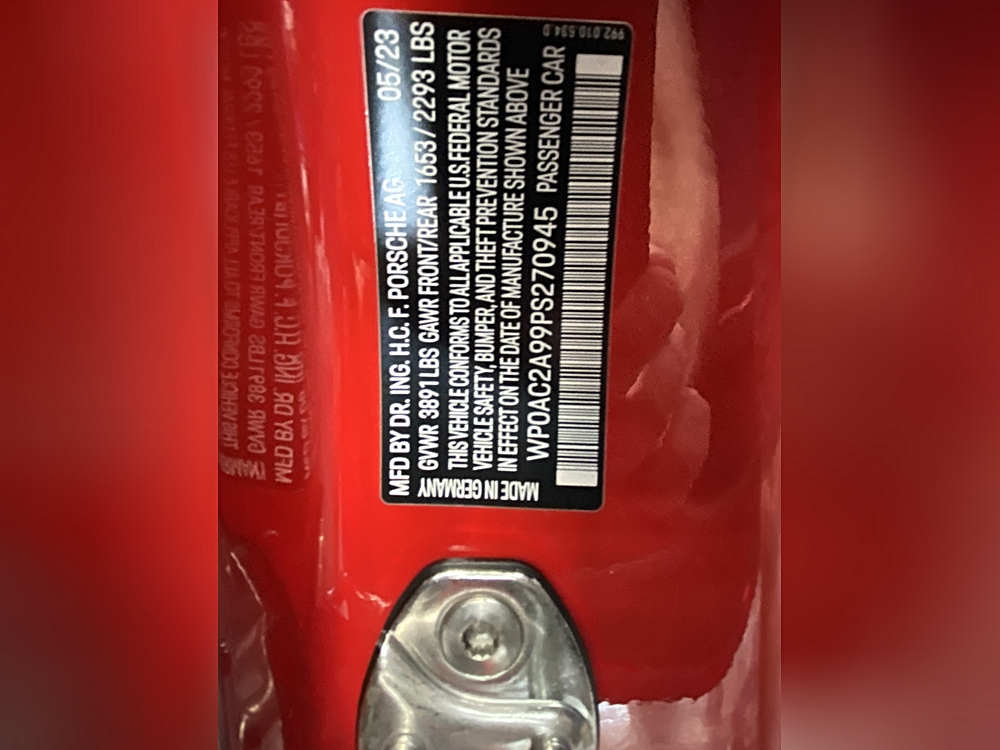 MFD BY DR. ING. H.C. F. PORSCHE AG 05/23
GVWR 3891 LBS GAWR FRONT/REAR 1653 / 2293 LBS
THIS VEHICLE CONFORMS TO ALL APPLICABLE U.S. FEDERAL MOTOR
VEHICLE SAFETY, BUMPER, AND THEFT PREVENTION STANDARDS
IN EFFECT ON THE DATE OF MANUFACTURE SHOWN ABOVE
WP0AC2A99PS270945 PASSENGER CAR
MADE IN GERMANY
992.010.534.D